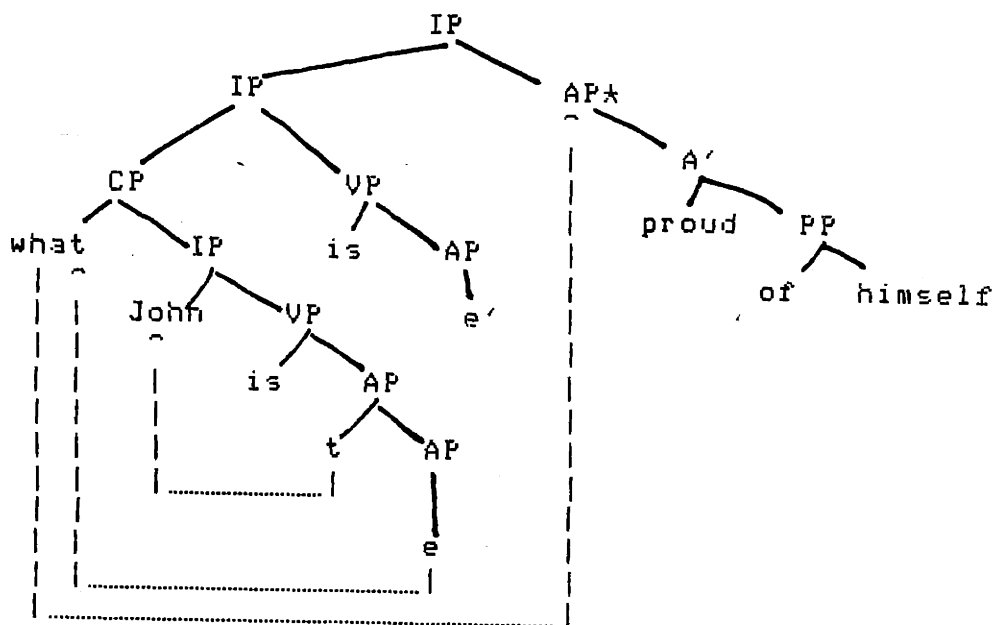 IP
IP AP*
CP VP A′
what IP is AP proud PP
John VP e′ of himself
is AP
t AP
e